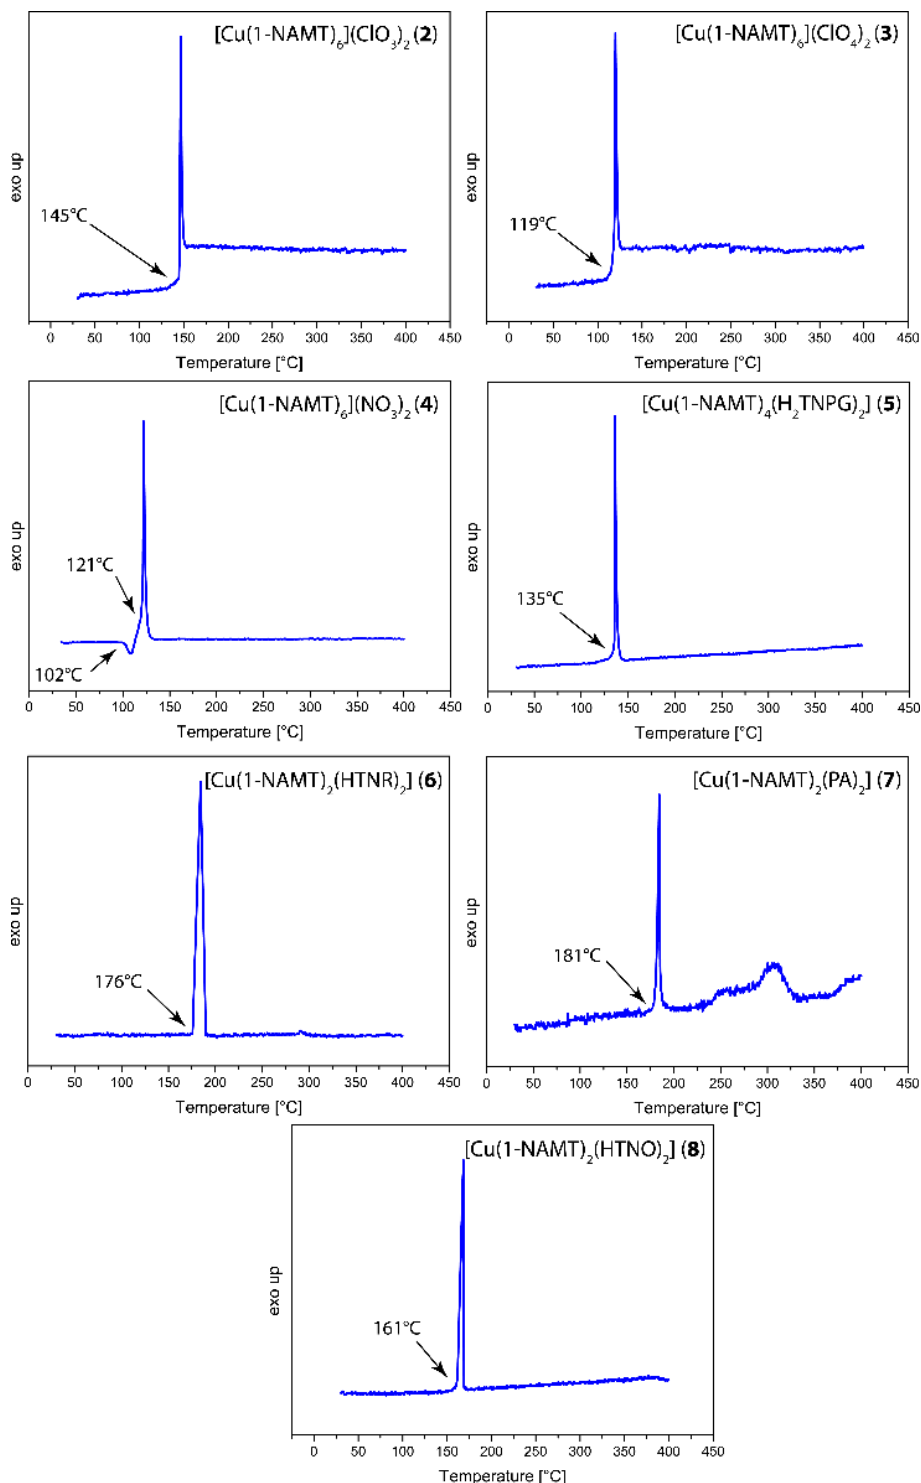 [Cu(1-NAMT)₆](ClO₃)₂ (2)
exo up
145°C
0 50 100 150 200 250 300 350 400 450
Temperature [°C]
[Cu(1-NAMT)₆](ClO₄)₂ (3)
exo up
119°C
0 50 100 150 200 250 300 350 400 450
Temperature [°C]
[Cu(1-NAMT)₆](NO₃)₂ (4)
exo up
121°C
102°C
0 50 100 150 200 250 300 350 400 450
Temperature [°C]
[Cu(1-NAMT)₄(H₂TNPG)₂] (5)
exo up
135°C
0 50 100 150 200 250 300 350 400 450
Temperature [°C]
[Cu(1-NAMT)₂(HTNR)₂] (6)
exo up
176°C
0 50 100 150 200 250 300 350 400 450
Temperature [°C]
[Cu(1-NAMT)₂(PA)₂] (7)
exo up
181°C
0 50 100 150 200 250 300 350 400 450
Temperature [°C]
[Cu(1-NAMT)₂(HTNO)₂] (8)
exo up
161°C
0 50 100 150 200 250 300 350 400 450
Temperature [°C]